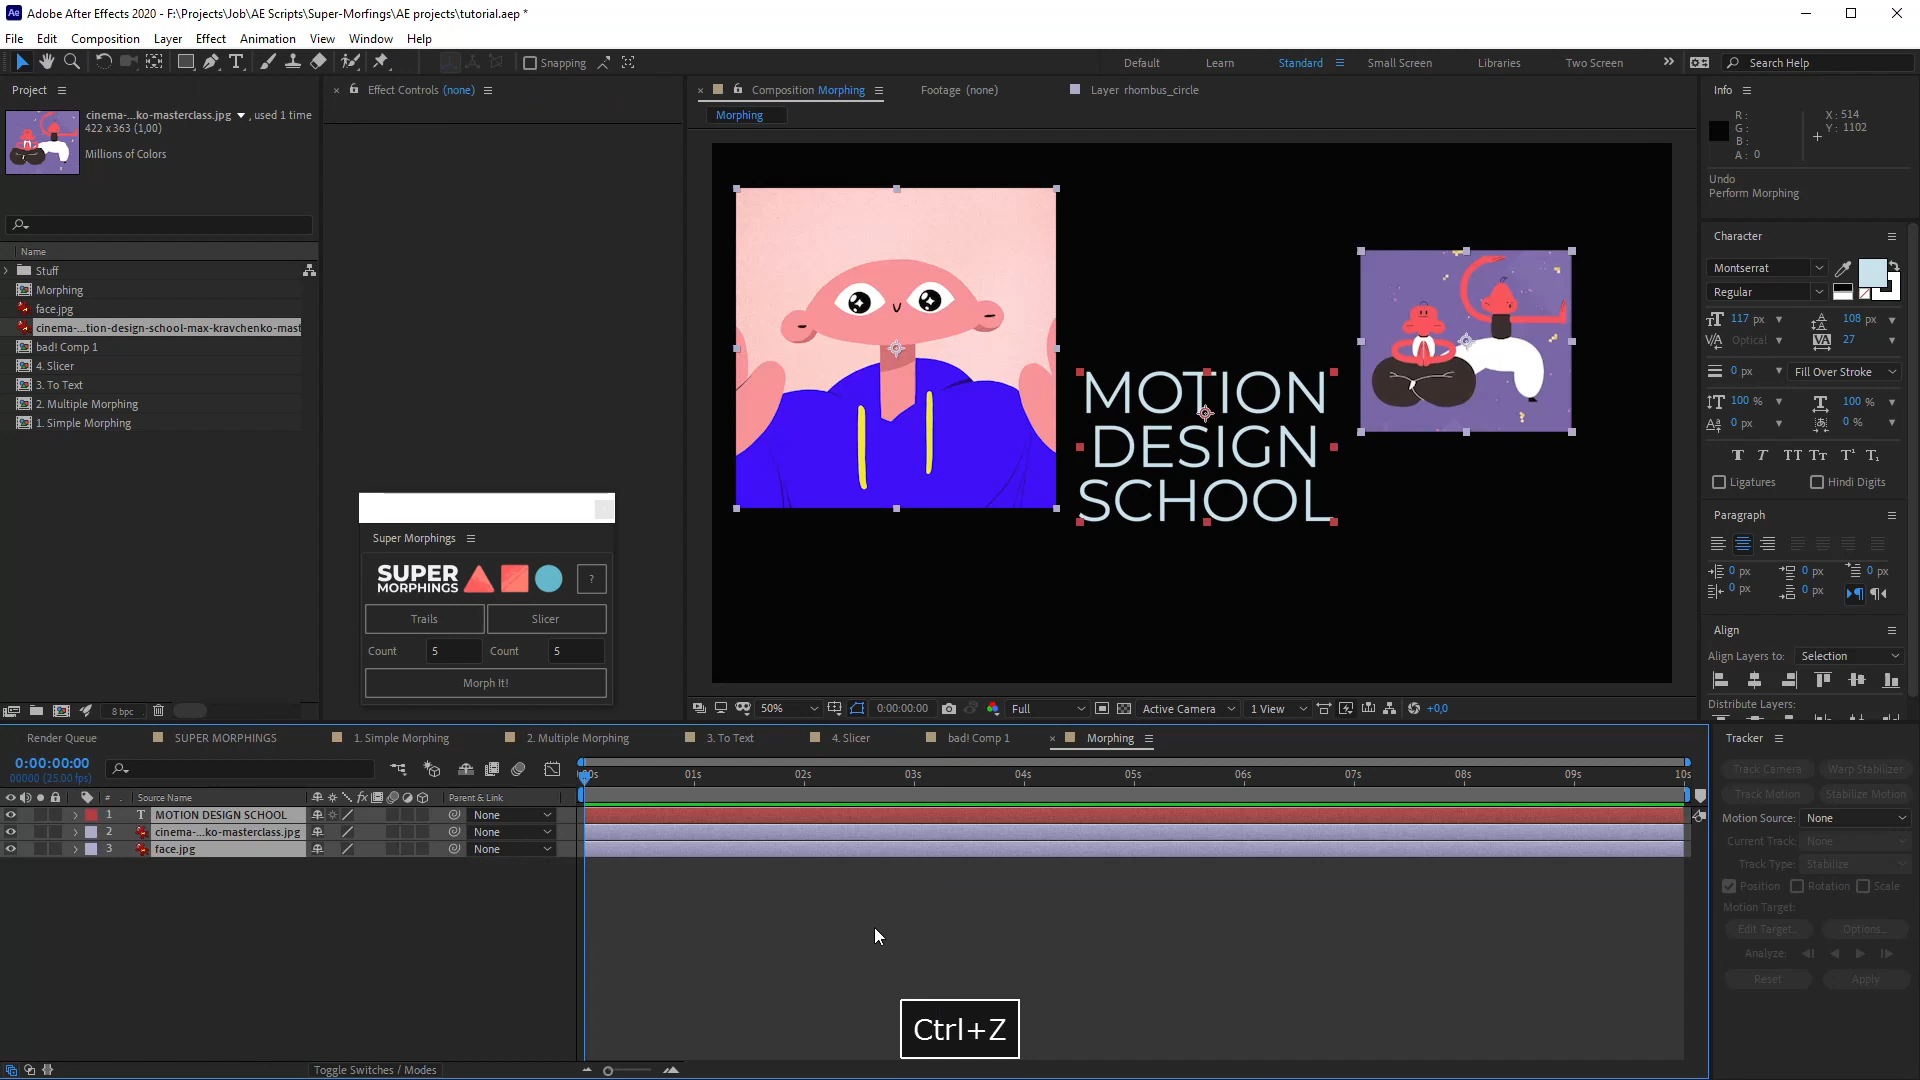 Adobe After Effects 2020 - F:\Projects\Job\AE Scripts\Super-Morfings\AE projects\tutorial.aep *
File Edit Composition Layer Effect Animation View Window Help
Snapping
Default Learn Standard Small Screen Libraries Two Screen
Search Help
Project
cinema-...ko-masterclass.jpg , used 1 time
422 x 363 (1,00)
Millions of Colors
Name
Stuff
Morphing
face.jpg
cinema-...tion-design-school-max-kravchenko-mast
bad! Comp 1
4. Slicer
3. To Text
2. Multiple Morphing
1. Simple Morphing
8 bpc
Effect Controls (none)
Super Morphings
SUPER
MORPHINGS
?
Trails Slicer
Count 5 Count 5
Morph It!
Composition Morphing
Footage (none)
Layer rhombus_circle
Morphing
MOTION
DESIGN
SCHOOL
50% 0:00:00:00 Full Active Camera 1 View +0,0
Info
R :
G :
B :
A : 0
X : 514
Y : 1102
Undo
Perform Morphing
Character
Montserrat
Regular
117 px 108 px
Optical 27
0 px Fill Over Stroke
100 % 100 %
0 px 0 %
Ligatures Hindi Digits
Paragraph
0 px 0 px 0 px
0 px 0 px
Align
Align Layers to: Selection
Distribute Layers:
Render Queue SUPER MORPHINGS 1. Simple Morphing 2. Multiple Morphing 3. To Text 4. Slicer bad! Comp 1 Morphing
0:00:00:00
00000 (25.00 fps)
01s 02s 03s 04s 05s 06s 07s 08s 09s 10s
# Source Name Parent & Link
1 T MOTION DESIGN SCHOOL None
2 cinema-...ko-masterclass.jpg None
3 face.jpg None
Toggle Switches / Modes
Ctrl+Z
Tracker
Track Camera Warp Stabilizer
Track Motion Stabilize Motion
Motion Source: None
Current Track: None
Track Type: Stabilize
Position Rotation Scale
Motion Target:
Edit Target... Options...
Analyze:
Reset Apply